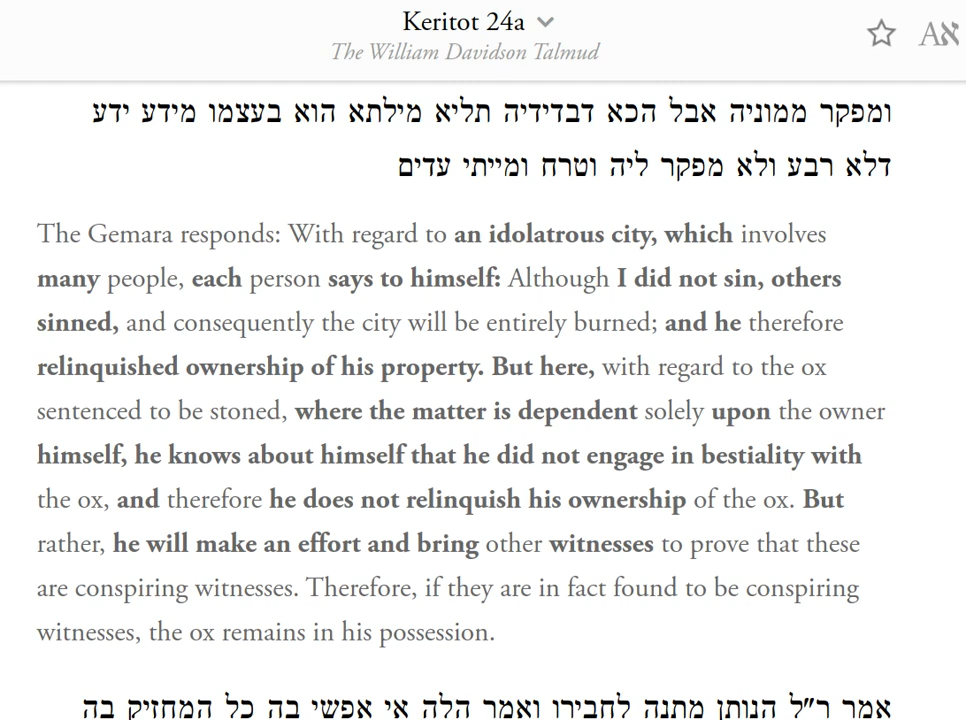 Keritot 24a
The William Davidson Talmud
Aא
ומפקר ממוניה אבל הכא דבדידיה תליא מילתא הוא בעצמו מידע ידע
דלא רבע ולא מפקר ליה וטרח ומייתי עדים
The Gemara responds: With regard to an idolatrous city, which involves
many people, each person says to himself: Although I did not sin, others
sinned, and consequently the city will be entirely burned; and he therefore
relinquished ownership of his property. But here, with regard to the ox
sentenced to be stoned, where the matter is dependent solely upon the owner
himself, he knows about himself that he did not engage in bestiality with
the ox, and therefore he does not relinquish his ownership of the ox. But
rather, he will make an effort and bring other witnesses to prove that these
are conspiring witnesses. Therefore, if they are in fact found to be conspiring
witnesses, the ox remains in his possession.
אמר ר״ל הנותן מתנה לחבירו ואמר הלה אי אפשי בה כל המחזיק בה